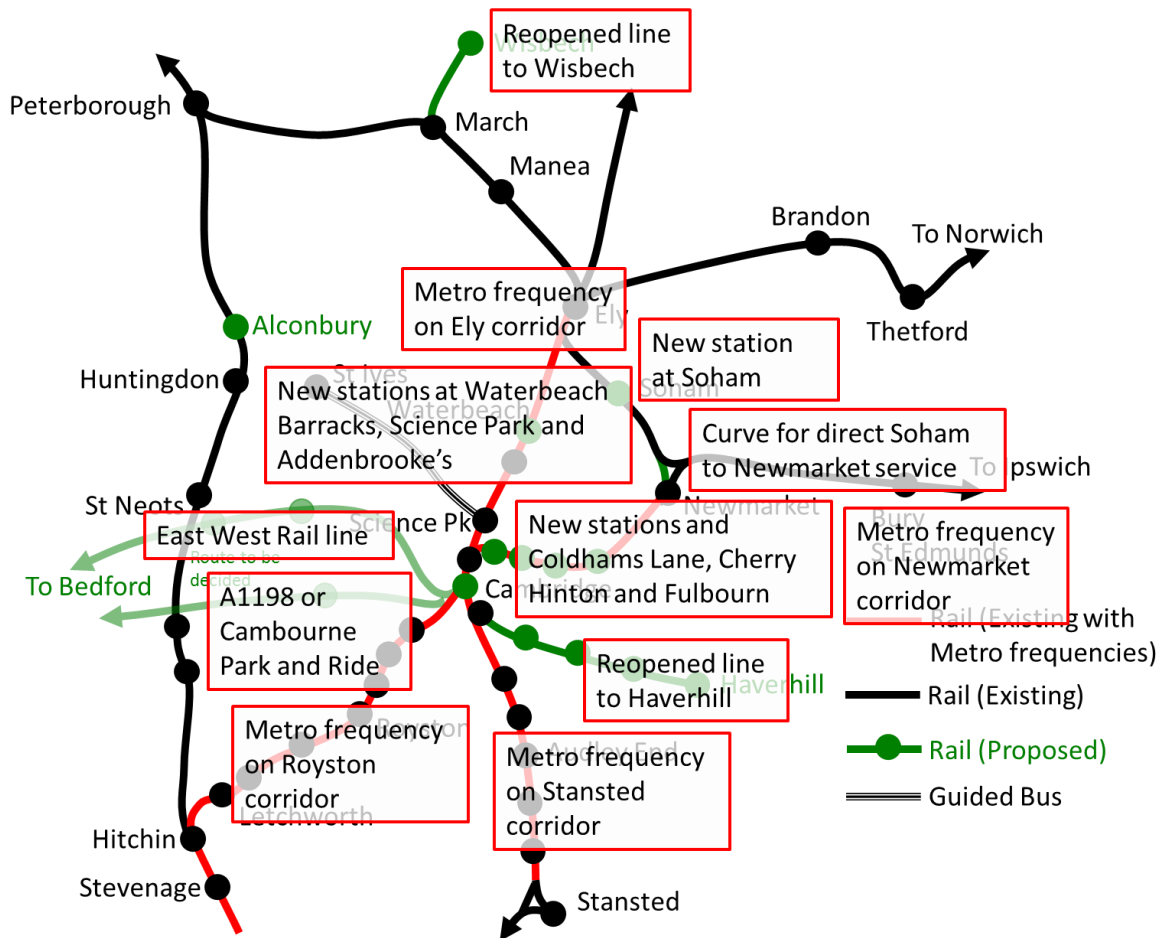 Wisbech
Reopened line
to Wisbech
Peterborough
March
Manea
Brandon
To Norwich
Thetford
Metro frequency
on Ely corridor
Ely
Alconbury
New station
at Soham
Soham
Huntingdon
St Ives
New stations at Waterbeach
Barracks, Science Park and
Addenbrooke's
Waterbeach
Curve for direct Soham
to Newmarket service
To
pswich
Newmarket
St Neots
Science Pk
East West Rail line
Route to be
decided
To Bedford
New stations and
Coldhams Lane, Cherry
Hinton and Fulbourn
Cambridge
Bury
St Edmunds
Metro frequency
on Newmarket
corridor
A1198 or
Cambourne
Park and Ride
Reopened line
to Haverhill
Haverhill
Rail (Existing with
Metro frequencies)
Rail (Existing)
Rail (Proposed)
Guided Bus
Royston
Metro frequency
on Royston
corridor
Audley End
Metro frequency
on Stansted
corridor
Letchworth
Hitchin
Stevenage
Stansted